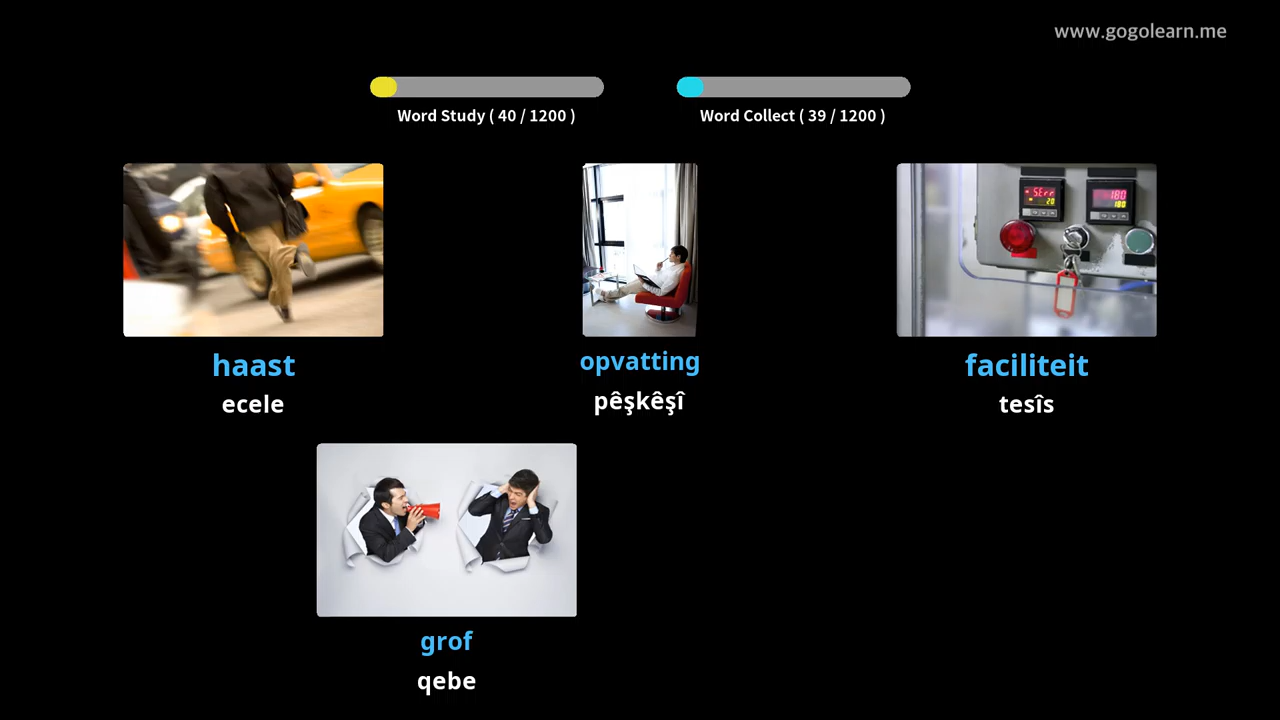 www.gogolearn.me
Word Study ( 40 / 1200 )
Word Collect ( 39 / 1200 )
haast
ecele
opvatting
pêşkêşî
faciliteit
tesîs
grof
qebe